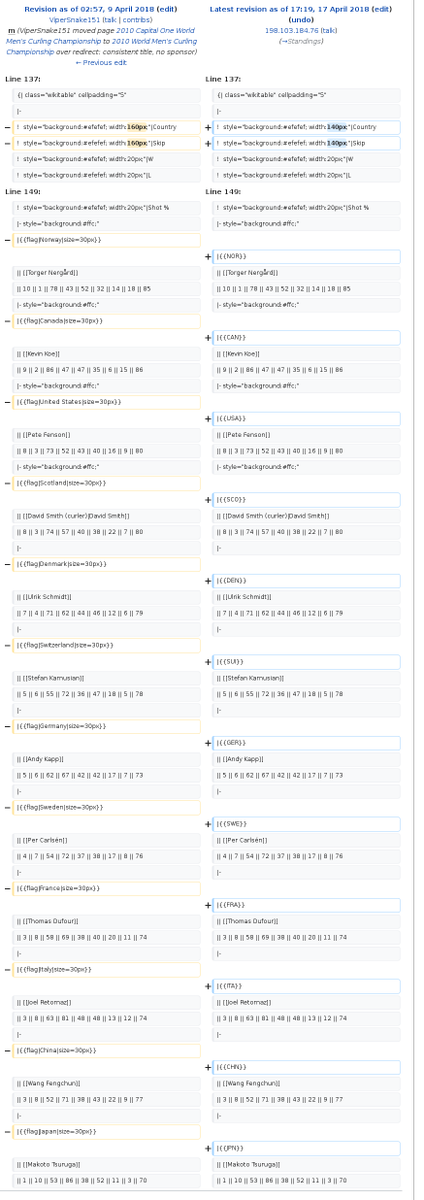 Revision as of 02:57, 9 April 2018 (edit)
ViperSnake151 (talk | contribs)
m (ViperSnake151 moved page 2010 Capital One World
Men's Curling Championship to 2010 World Men's Curling
Championship over redirect: consistent title, no sponsor)
← Previous edit
Latest revision as of 17:19, 17 April 2018 (edit)
(undo)
198.103.184.76 (talk)
(→Standings)
Line 137:
Line 137:
{| class="wikitable" cellpadding="5"
{| class="wikitable" cellpadding="5"
|-
|-
− ! style="background:#efefef; width:160px;"|Country
+ ! style="background:#efefef; width:140px;"|Country
− ! style="background:#efefef; width:160px;"|Skip
+ ! style="background:#efefef; width:140px;"|Skip
! style="background:#efefef; width:20px;"|W
! style="background:#efefef; width:20px;"|W
! style="background:#efefef; width:20px;"|L
! style="background:#efefef; width:20px;"|L
Line 149:
Line 149:
! style="background:#efefef; width:20px;"|Shot %
! style="background:#efefef; width:20px;"|Shot %
|- style="background:#ffc;"
|- style="background:#ffc;"
− |{{flag|Norway|size=30px}}
+ |{{NOR}}
|| [[Torger Nergård]]
|| [[Torger Nergård]]
|| 10 || 1 || 78 || 43 || 52 || 32 || 14 || 18 || 85
|| 10 || 1 || 78 || 43 || 52 || 32 || 14 || 18 || 85
|- style="background:#ffc;"
|- style="background:#ffc;"
− |{{flag|Canada|size=30px}}
+ |{{CAN}}
|| [[Kevin Koe]]
|| [[Kevin Koe]]
|| 9 || 2 || 86 || 47 || 47 || 35 || 6 || 15 || 86
|| 9 || 2 || 86 || 47 || 47 || 35 || 6 || 15 || 86
|- style="background:#ffc;"
|- style="background:#ffc;"
− |{{flag|United States|size=30px}}
+ |{{USA}}
|| [[Pete Fenson]]
|| [[Pete Fenson]]
|| 8 || 3 || 73 || 52 || 43 || 40 || 16 || 9 || 80
|| 8 || 3 || 73 || 52 || 43 || 40 || 16 || 9 || 80
|- style="background:#ffc;"
|- style="background:#ffc;"
− |{{flag|Scotland|size=30px}}
+ |{{SCO}}
|| [[David Smith (curler)|David Smith]]
|| [[David Smith (curler)|David Smith]]
|| 8 || 3 || 74 || 57 || 40 || 38 || 22 || 7 || 80
|| 8 || 3 || 74 || 57 || 40 || 38 || 22 || 7 || 80
|-
|-
− |{{flag|Denmark|size=30px}}
+ |{{DEN}}
|| [[Ulrik Schmidt]]
|| [[Ulrik Schmidt]]
|| 7 || 4 || 71 || 62 || 44 || 46 || 12 || 6 || 79
|| 7 || 4 || 71 || 62 || 44 || 46 || 12 || 6 || 79
|-
|-
− |{{flag|Switzerland|size=30px}}
+ |{{SUI}}
|| [[Stefan Karnusian]]
|| [[Stefan Karnusian]]
|| 5 || 6 || 55 || 72 || 36 || 47 || 18 || 5 || 78
|| 5 || 6 || 55 || 72 || 36 || 47 || 18 || 5 || 78
|-
|-
− |{{flag|Germany|size=30px}}
+ |{{GER}}
|| [[Andy Kapp]]
|| [[Andy Kapp]]
|| 5 || 6 || 62 || 67 || 42 || 42 || 17 || 7 || 73
|| 5 || 6 || 62 || 67 || 42 || 42 || 17 || 7 || 73
|-
|-
− |{{flag|Sweden|size=30px}}
+ |{{SWE}}
|| [[Per Carlsén]]
|| [[Per Carlsén]]
|| 4 || 7 || 54 || 72 || 37 || 38 || 17 || 8 || 76
|| 4 || 7 || 54 || 72 || 37 || 38 || 17 || 8 || 76
|-
|-
− |{{flag|France|size=30px}}
+ |{{FRA}}
|| [[Thomas Dufour]]
|| [[Thomas Dufour]]
|| 3 || 8 || 58 || 69 || 38 || 40 || 20 || 11 || 74
|| 3 || 8 || 58 || 69 || 38 || 40 || 20 || 11 || 74
|-
|-
− |{{flag|Italy|size=30px}}
+ |{{ITA}}
|| [[Joel Retornaz]]
|| [[Joel Retornaz]]
|| 3 || 8 || 63 || 81 || 48 || 48 || 13 || 12 || 74
|| 3 || 8 || 63 || 81 || 48 || 48 || 13 || 12 || 74
|-
|-
− |{{flag|China|size=30px}}
+ |{{CHN}}
|| [[Wang Fengchun]]
|| [[Wang Fengchun]]
|| 3 || 8 || 52 || 71 || 38 || 43 || 22 || 9 || 77
|| 3 || 8 || 52 || 71 || 38 || 43 || 22 || 9 || 77
|-
|-
− |{{flag|Japan|size=30px}}
+ |{{JPN}}
|| [[Makoto Tsuruga]]
|| [[Makoto Tsuruga]]
|| 1 || 10 || 53 || 86 || 38 || 52 || 11 || 3 || 70
|| 1 || 10 || 53 || 86 || 38 || 52 || 11 || 3 || 70